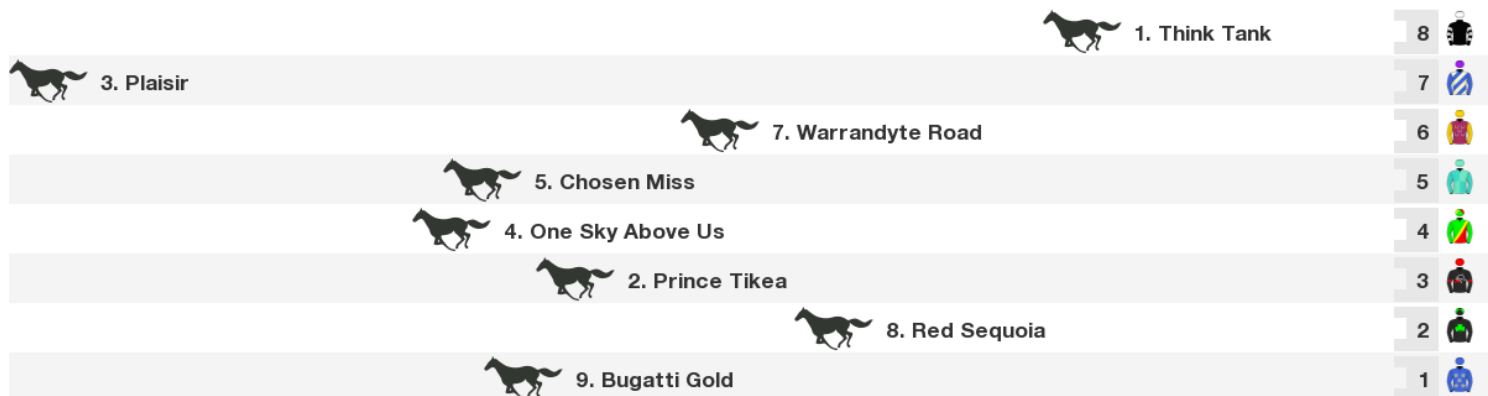 1. Think Tank 8
3. Plaisir 7
7. Warrandyte Road 6
5. Chosen Miss 5
4. One Sky Above Us 4
2. Prince Tikea 3
8. Red Sequoia 2
9. Bugatti Gold 1